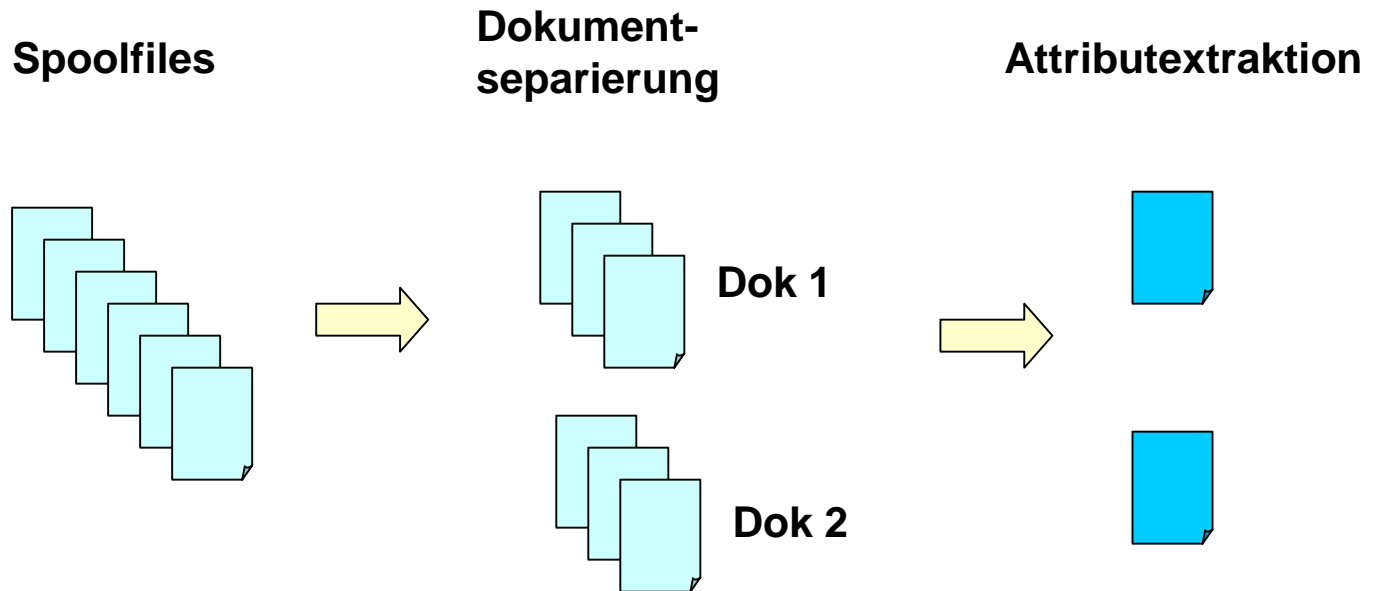 Spoolfiles
Dokument-
separierung
Attributextraktion
Dok 1
Dok 2